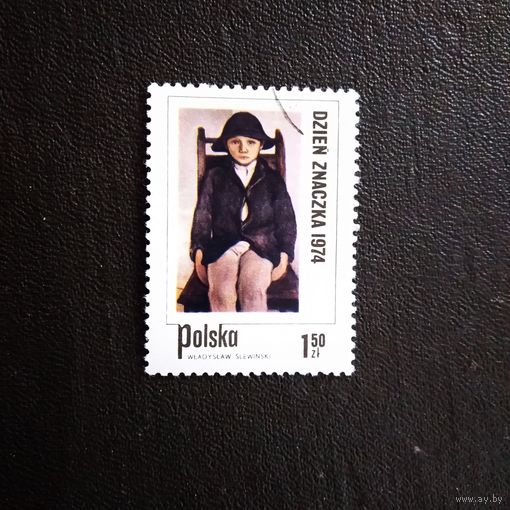 DZIEŃ ZNACZKA 1974
Polska
1 50 zł
WŁADYSŁAW ŚLEWIŃSKI
www.ay.by